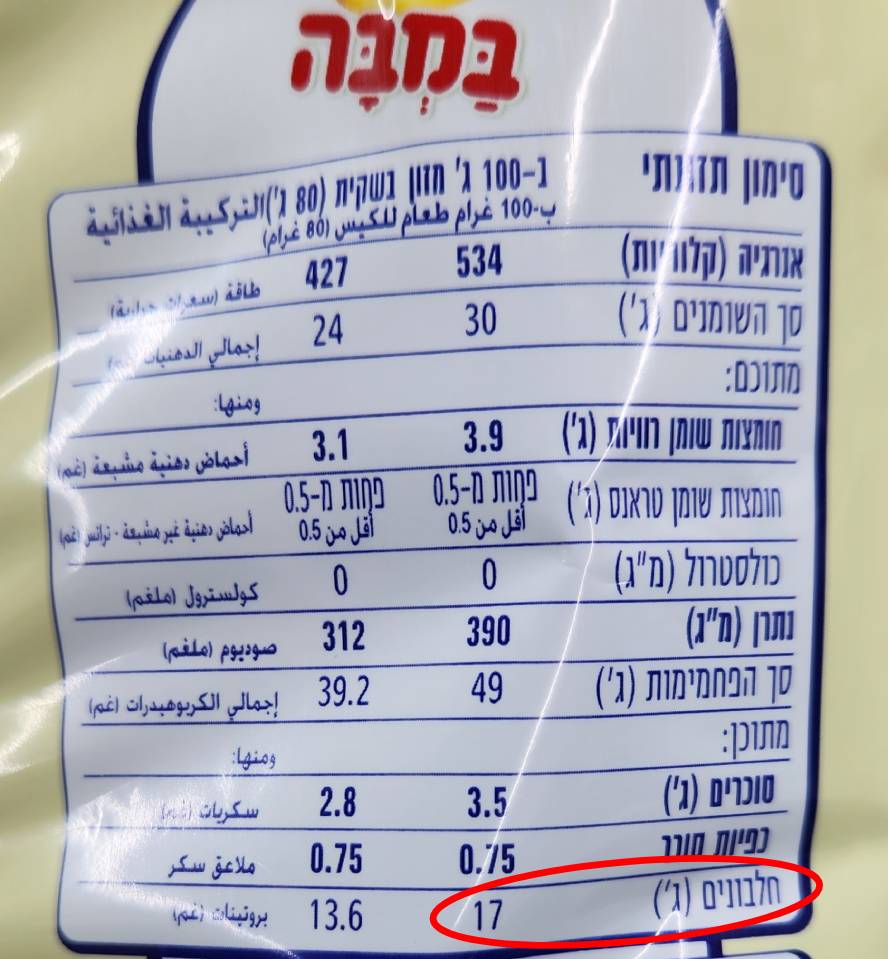 בַּמְבָּה
סימון תזונתי ב-100 ג' מזון בשקית (80 ג') التركيبة الغذائية
ب-100 غرام طعام للكيس (80 غرام)
אנרגיה (קלוריות) 534 427 طاقة (سعرات حرارية)
סך השומנים (ג') 30 24 إجمالي الدهنيات (غم)
מתוכם: ومنها:
חומצות שומן רוויות (ג') 3.9 3.1 أحماض دهنية مشبعة (غم)
חומצות שומן טראנס (ג') פחות מ-0.5 פחות מ-0.5 أحماض دهنية غير مشبعة - ترانس (غم)
أقل من 0.5 أقل من 0.5
כולסטרול (מ"ג) 0 0 كولسترول (ملغم)
נתרן (מ"ג) 390 312 صوديوم (ملغم)
סך הפחמימות (ג') 49 39.2 إجمالي الكربوهيدرات (غم)
מתוכן: ومنها:
סוכרים (ג') 3.5 2.8 سكريات (غم)
כפיות סוכר 0.75 0.75 ملاعق سكر
חלבונים (ג') 17 13.6 بروتينات (غم)